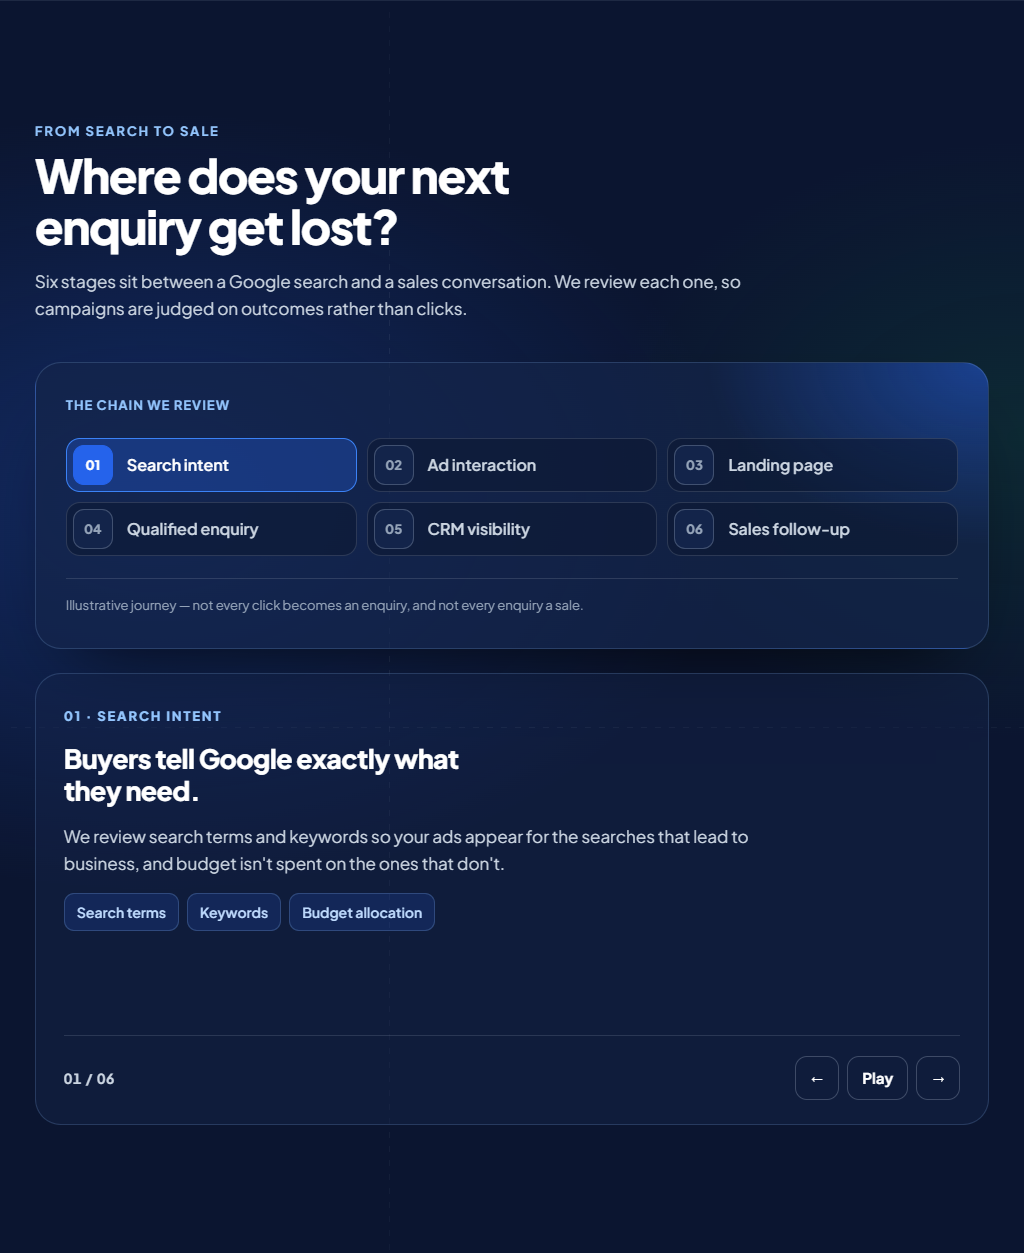 FROM SEARCH TO SALE
Where does your next
enquiry get lost?
Six stages sit between a Google search and a sales conversation. We review each one, so
campaigns are judged on outcomes rather than clicks.
THE CHAIN WE REVIEW
01 Search intent
02 Ad interaction
03 Landing page
04 Qualified enquiry
05 CRM visibility
06 Sales follow-up
Illustrative journey — not every click becomes an enquiry, and not every enquiry a sale.
01 · SEARCH INTENT
Buyers tell Google exactly what
they need.
We review search terms and keywords so your ads appear for the searches that lead to
business, and budget isn't spent on the ones that don't.
Search terms
Keywords
Budget allocation
01 / 06
← Play →